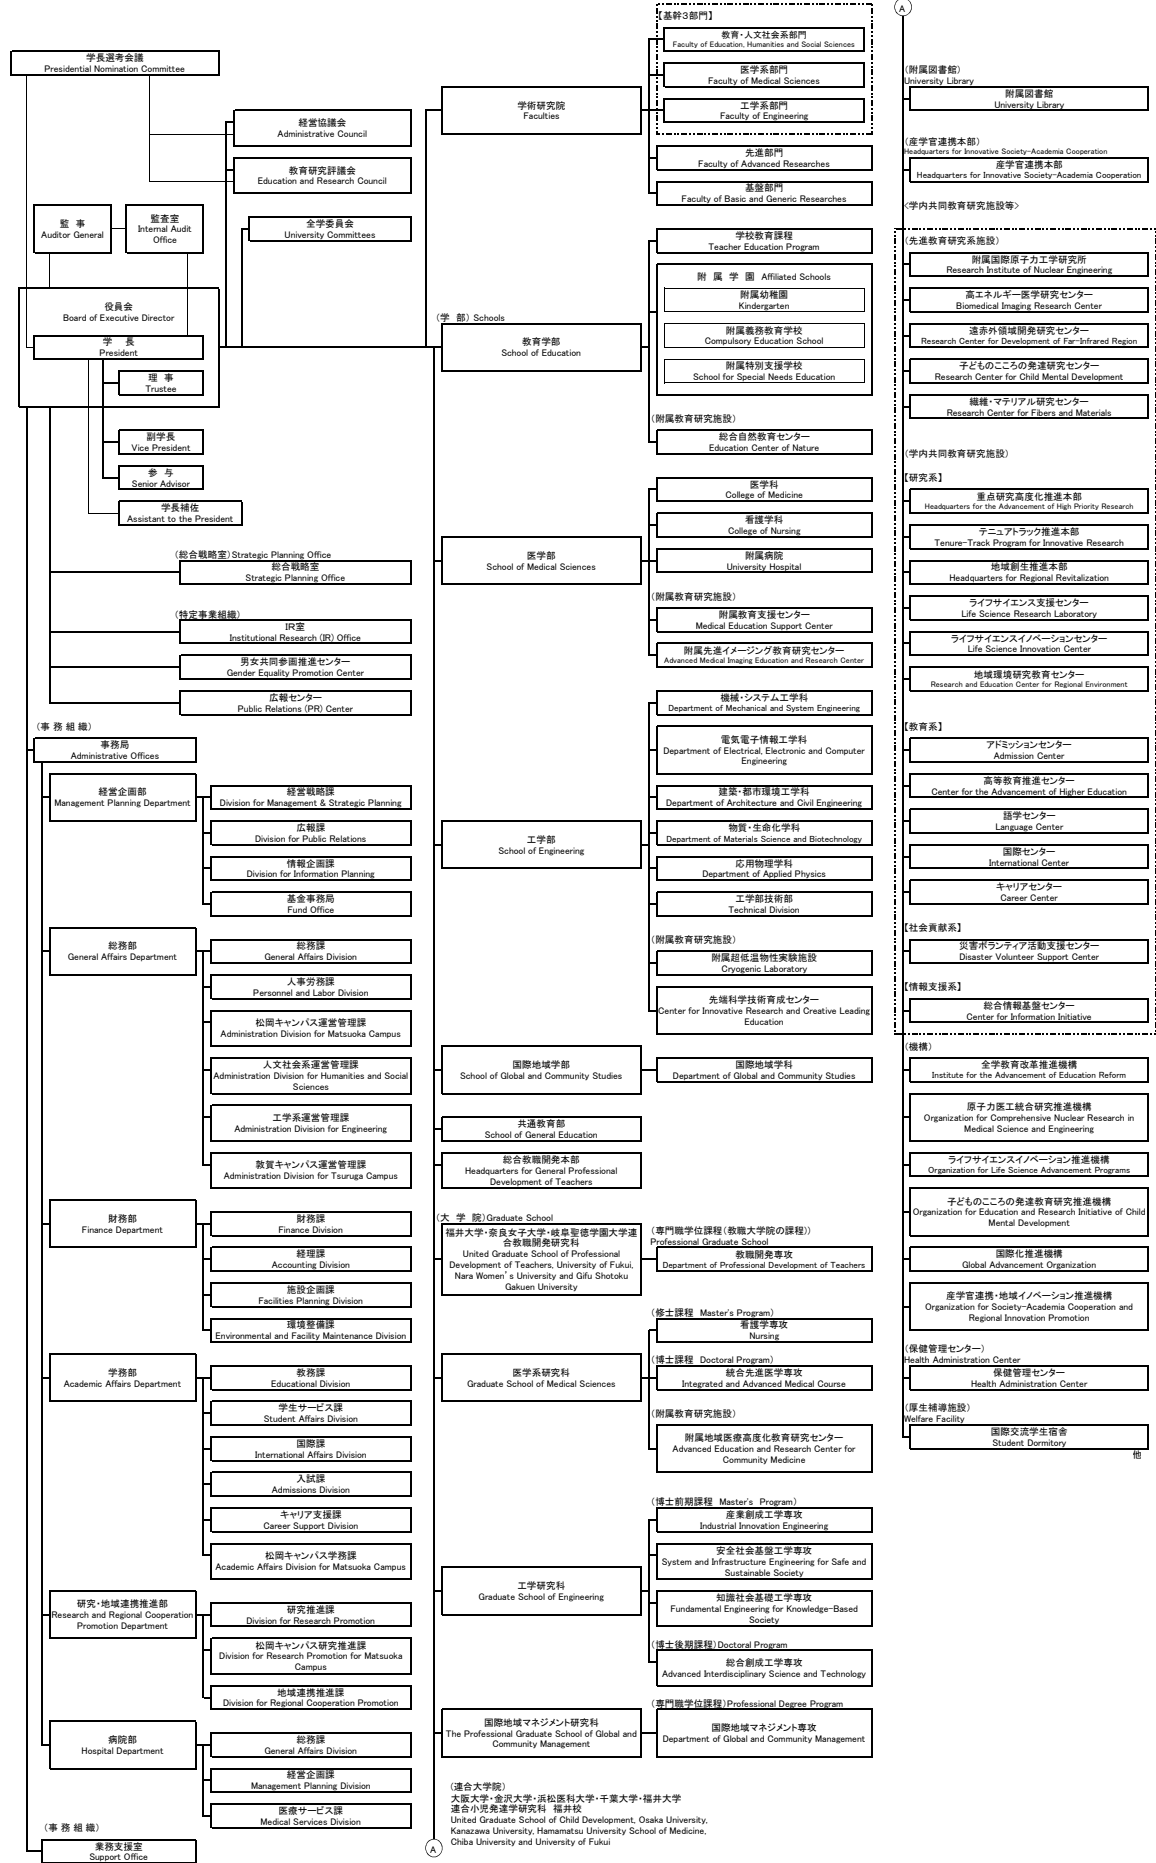 学長選考会議
Presidential Nomination Committee
経営協議会
Administrative Council
教育研究評議会
Education and Research Council
監 事
Auditor General
監査室
Internal Audit
Office
全学委員会
University Committees
役員会
Board of Executive Director
学 長
President
理 事
Trustee
副学長
Vice President
参 与
Senior Advisor
学長補佐
Assistant to the President
(総合戦略室)Strategic Planning Office
総合戦略室
Strategic Planning Office
(特定事業組織)
IR室
Institutional Research (IR) Office
男女共同参画推進センター
Gender Equality Promotion Center
広報センター
Public Relations (PR) Center
(事 務 組 織)
事務局
Administrative Offices
経営企画部
Management Planning Department
経営戦略課
Division for Management & Strategic Planning
広報課
Division for Public Relations
情報企画課
Division for Information Planning
基金事務局
Fund Office
総務部
General Affairs Department
総務課
General Affairs Division
人事労務課
Personnel and Labor Division
松岡キャンパス運営管理課
Administration Division for Matsuoka Campus
人文社会系運営管理課
Administration Division for Humanities and Social
Sciences
工学系運営管理課
Administration Division for Engineering
敦賀キャンパス運営管理課
Administration Division for Tsuruga Campus
財務部
Finance Department
財務課
Finance Division
経理課
Accounting Division
施設企画課
Facilities Planning Division
環境整備課
Environmental and Facility Maintenance Division
学務部
Academic Affairs Department
教務課
Educational Division
学生サービス課
Student Affairs Division
国際課
International Affairs Division
入試課
Admissions Division
キャリア支援課
Career Support Division
松岡キャンパス学務課
Academic Affairs Division for Matsuoka Campus
研究・地域連携推進部
Research and Regional Cooperation
Promotion Department
研究推進課
Division for Research Promotion
松岡キャンパス研究推進課
Division for Research Promotion for Matsuoka
Campus
地域連携推進課
Division for Regional Cooperation Promotion
病院部
Hospital Department
総務課
General Affairs Division
経営企画課
Management Planning Division
医療サービス課
Medical Services Division
(事 務 組 織)
業務支援室
Support Office
学術研究院
Faculties
【基幹3部門】
教育・人文社会系部門
Faculty of Education, Humanities and Social Sciences
医学系部門
Faculty of Medical Sciences
工学系部門
Faculty of Engineering
先進部門
Faculty of Advanced Researches
基盤部門
Faculty of Basic and Generic Researches
(学 部) Schools
教育学部
School of Education
学校教育課程
Teacher Education Program
附 属 学 園 Affiliated Schools
附属幼稚園
Kindergarten
附属義務教育学校
Compulsory Education School
附属特別支援学校
School for Special Needs Education
(附属教育研究施設)
総合自然教育センター
Education Center of Nature
医学部
School of Medical Sciences
医学科
College of Medicine
看護学科
College of Nursing
附属病院
University Hospital
(附属教育研究施設)
附属教育支援センター
Medical Education Support Center
附属先進イメージング教育研究センター
Advanced Medical Imaging Education and Research Center
工学部
School of Engineering
機械・システム工学科
Department of Mechanical and System Engineering
電気電子情報工学科
Department of Electrical, Electronic and Computer
Engineering
建築・都市環境工学科
Department of Architecture and Civil Engineering
物質・生命化学科
Department of Materials Science and Biotechnology
応用物理学科
Department of Applied Physics
工学部技術部
Technical Division
(附属教育研究施設)
附属超低温物性実験施設
Cryogenic Laboratory
先端科学技術育成センター
Center for Innovative Research and Creative Leading
Education
国際地域学部
School of Global and Community Studies
国際地域学科
Department of Global and Community Studies
共通教育部
School of General Education
総合教職開発本部
Headquarters for General Professional
Development of Teachers
(大 学 院)Graduate School
福井大学・奈良女子大学・岐阜聖徳学園大学連
合教職開発研究科
United Graduate School of Professional
Development of Teachers, University of Fukui,
Nara Women's University and Gifu Shotoku
Gakuen University
(専門職学位課程(教職大学院の課程))
Professional Graduate School
教職開発専攻
Department of Professional Development of Teachers
医学系研究科
Graduate School of Medical Sciences
(修士課程 Master's Program)
看護学専攻
Nursing
(博士課程 Doctoral Program)
統合先進医学専攻
Integrated and Advanced Medical Course
(附属教育研究施設)
附属地域医療高度化教育研究センター
Advanced Education and Research Center for
Community Medicine
工学研究科
Graduate School of Engineering
(博士前期課程 Master's Program)
産業創成工学専攻
Industrial Innovation Engineering
安全社会基盤工学専攻
System and Infrastructure Engineering for Safe and
Sustainable Society
知識社会基礎工学専攻
Fundamental Engineering for Knowledge-Based
Society
(博士後期課程)Doctoral Program
総合創成工学専攻
Advanced Interdisciplinary Science and Technology
国際地域マネジメント研究科
The Professional Graduate School of Global and
Community Management
(専門職学位課程)Professional Degree Program
国際地域マネジメント専攻
Department of Global and Community Management
(連合大学院)
大阪大学・金沢大学・浜松医科大学・千葉大学・福井大学
連合小児発達学研究科 福井校
United Graduate School of Child Development, Osaka University,
Kanazawa University, Hamamatsu University School of Medicine,
Chiba University and University of Fukui
A
A
(附属図書館)
University Library
附属図書館
University Library
(産学官連携本部)
Headquarters for Innovative Society-Academia Cooperation
産学官連携本部
Headquarters for Innovative Society-Academia Cooperation
<学内共同教育研究施設等>
(先進教育研究系施設)
附属国際原子力工学研究所
Research Institute of Nuclear Engineering
高エネルギー医学研究センター
Biomedical Imaging Research Center
遠赤外領域開発研究センター
Research Center for Development of Far-Infrared Region
子どものこころの発達研究センター
Research Center for Child Mental Development
繊維・マテリアル研究センター
Research Center for Fibers and Materials
(学内共同教育研究施設)
【研究系】
重点研究高度化推進本部
Headquarters for the Advancement of High Priority Research
テニュアトラック推進本部
Tenure-Track Program for Innovative Research
地域創生推進本部
Headquarters for Regional Revitalization
ライフサイエンス支援センター
Life Science Research Laboratory
ライフサイエンスイノベーションセンター
Life Science Innovation Center
地域環境研究教育センター
Research and Education Center for Regional Environment
【教育系】
アドミッションセンター
Admission Center
高等教育推進センター
Center for the Advancement of Higher Education
語学センター
Language Center
国際センター
International Center
キャリアセンター
Career Center
【社会貢献系】
災害ボランティア活動支援センター
Disaster Volunteer Support Center
【情報支援系】
総合情報基盤センター
Center for Information Initiative
(機構)
全学教育改革推進機構
Institute for the Advancement of Education Reform
原子力医工統合研究推進機構
Organization for Comprehensive Nuclear Research in
Medical Science and Engineering
ライフサイエンスイノベーション推進機構
Organization for Life Science Advancement Programs
子どものこころの発達教育研究推進機構
Organization for Education and Research Initiative of Child
Mental Development
国際化推進機構
Global Advancement Organization
産学官連携・地域イノベーション推進機構
Organization for Society-Academia Cooperation and
Regional Innovation Promotion
(保健管理センター)
Health Administration Center
保健管理センター
Health Administration Center
(厚生補導施設)
Welfare Facility
国際交流学生宿舎
Student Dormitory
他